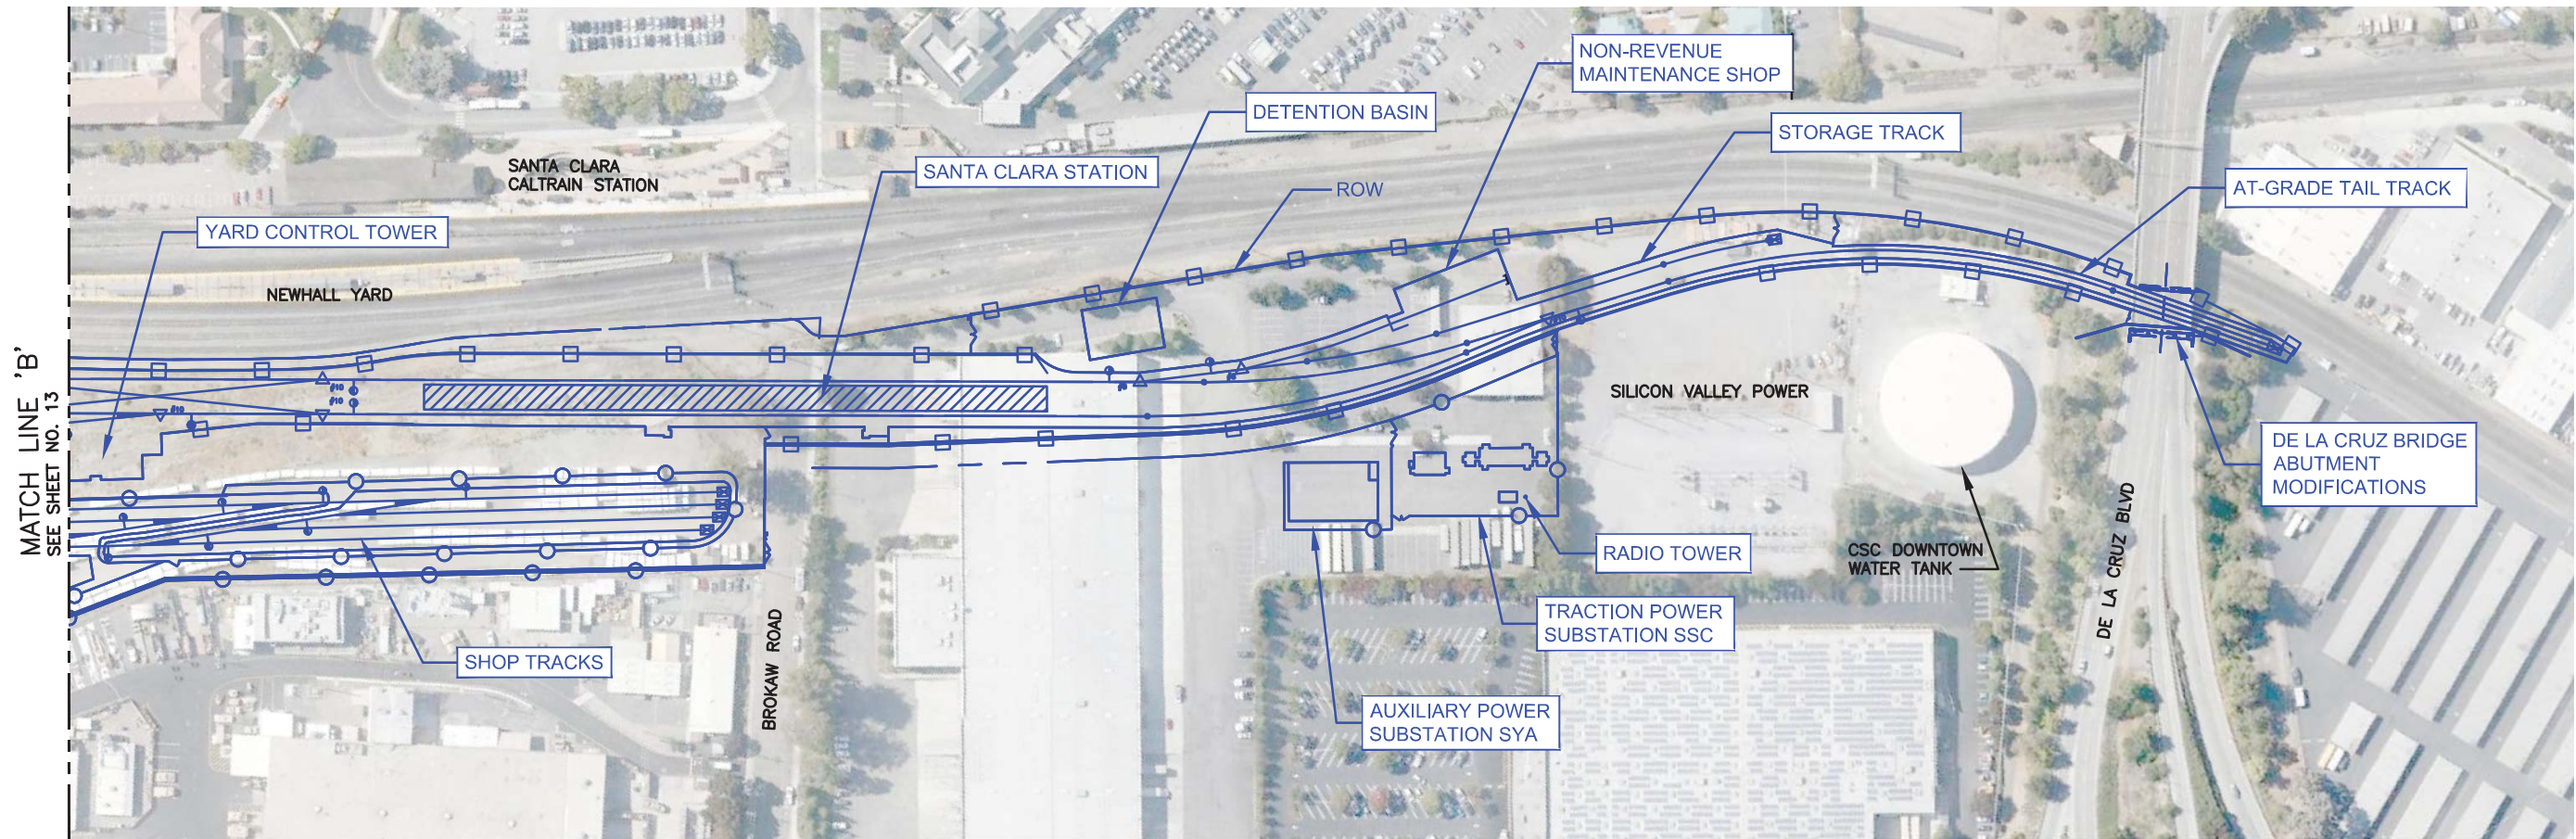 NON-REVENUE
MAINTENANCE SHOP
DETENTION BASIN
STORAGE TRACK
SANTA CLARA
CALTRAIN STATION
SANTA CLARA STATION
ROW
AT-GRADE TAIL TRACK
YARD CONTROL TOWER
NEWHALL YARD
MATCH LINE 'B'
SEE SHEET NO. 13
#10
#10
#10
SILICON VALLEY POWER
DE LA CRUZ BRIDGE
ABUTMENT
MODIFICATIONS
RADIO TOWER
CSC DOWNTOWN
WATER TANK
DE LA CRUZ BLVD
TRACTION POWER
SUBSTATION SSC
BROKAW ROAD
SHOP TRACKS
AUXILIARY POWER
SUBSTATION SYA